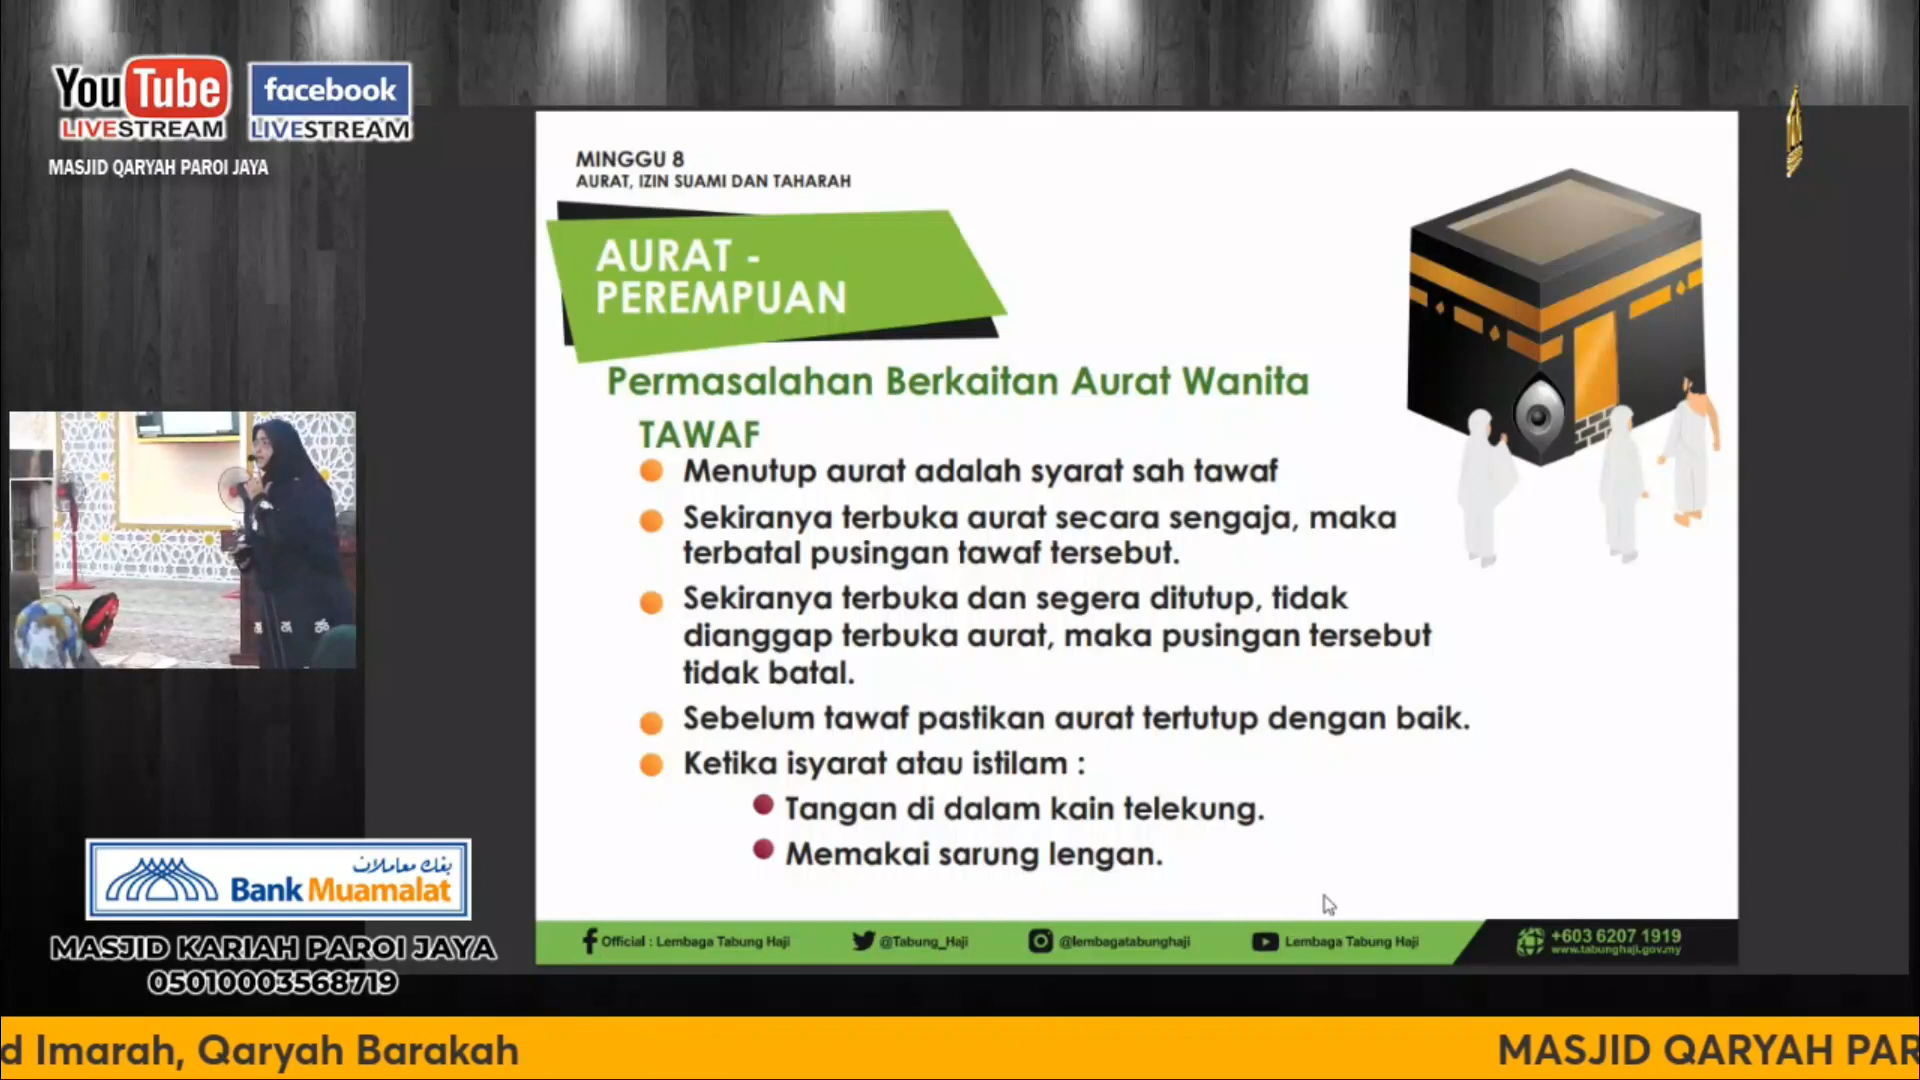 YouTube
LIVESTREAM
facebook
LIVESTREAM
MASJID QARYAH PAROI JAYA
MINGGU 8
AURAT, IZIN SUAMI DAN TAHARAH
AURAT -
PEREMPUAN
Permasalahan Berkaitan Aurat Wanita
TAWAF
Menutup aurat adalah syarat sah tawaf
Sekiranya terbuka aurat secara sengaja, maka
terbatal pusingan tawaf tersebut.
Sekiranya terbuka dan segera ditutup, tidak
dianggap terbuka aurat, maka pusingan tersebut
tidak batal.
Sebelum tawaf pastikan aurat tertutup dengan baik.
Ketika isyarat atau istilam :
Tangan di dalam kain telekung.
Memakai sarung lengan.
Official : Lembaga Tabung Haji
@Tabung_Haji
@lembagatabunghaji
Lembaga Tabung Haji
+603 6207 1919
www.tabunghaji.gov.my
بنك معاملات
Bank Muamalat
MASJID KARIAH PAROI JAYA
05010003568719
d Imarah, Qaryah Barakah
MASJID QARYAH PAR